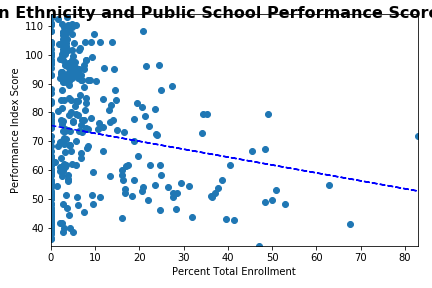 n Ethnicity and Public School Performance Score
110
100
90
80
70
60
50
40
Performance Index Score
0 10 20 30 40 50 60 70 80
Percent Total Enrollment